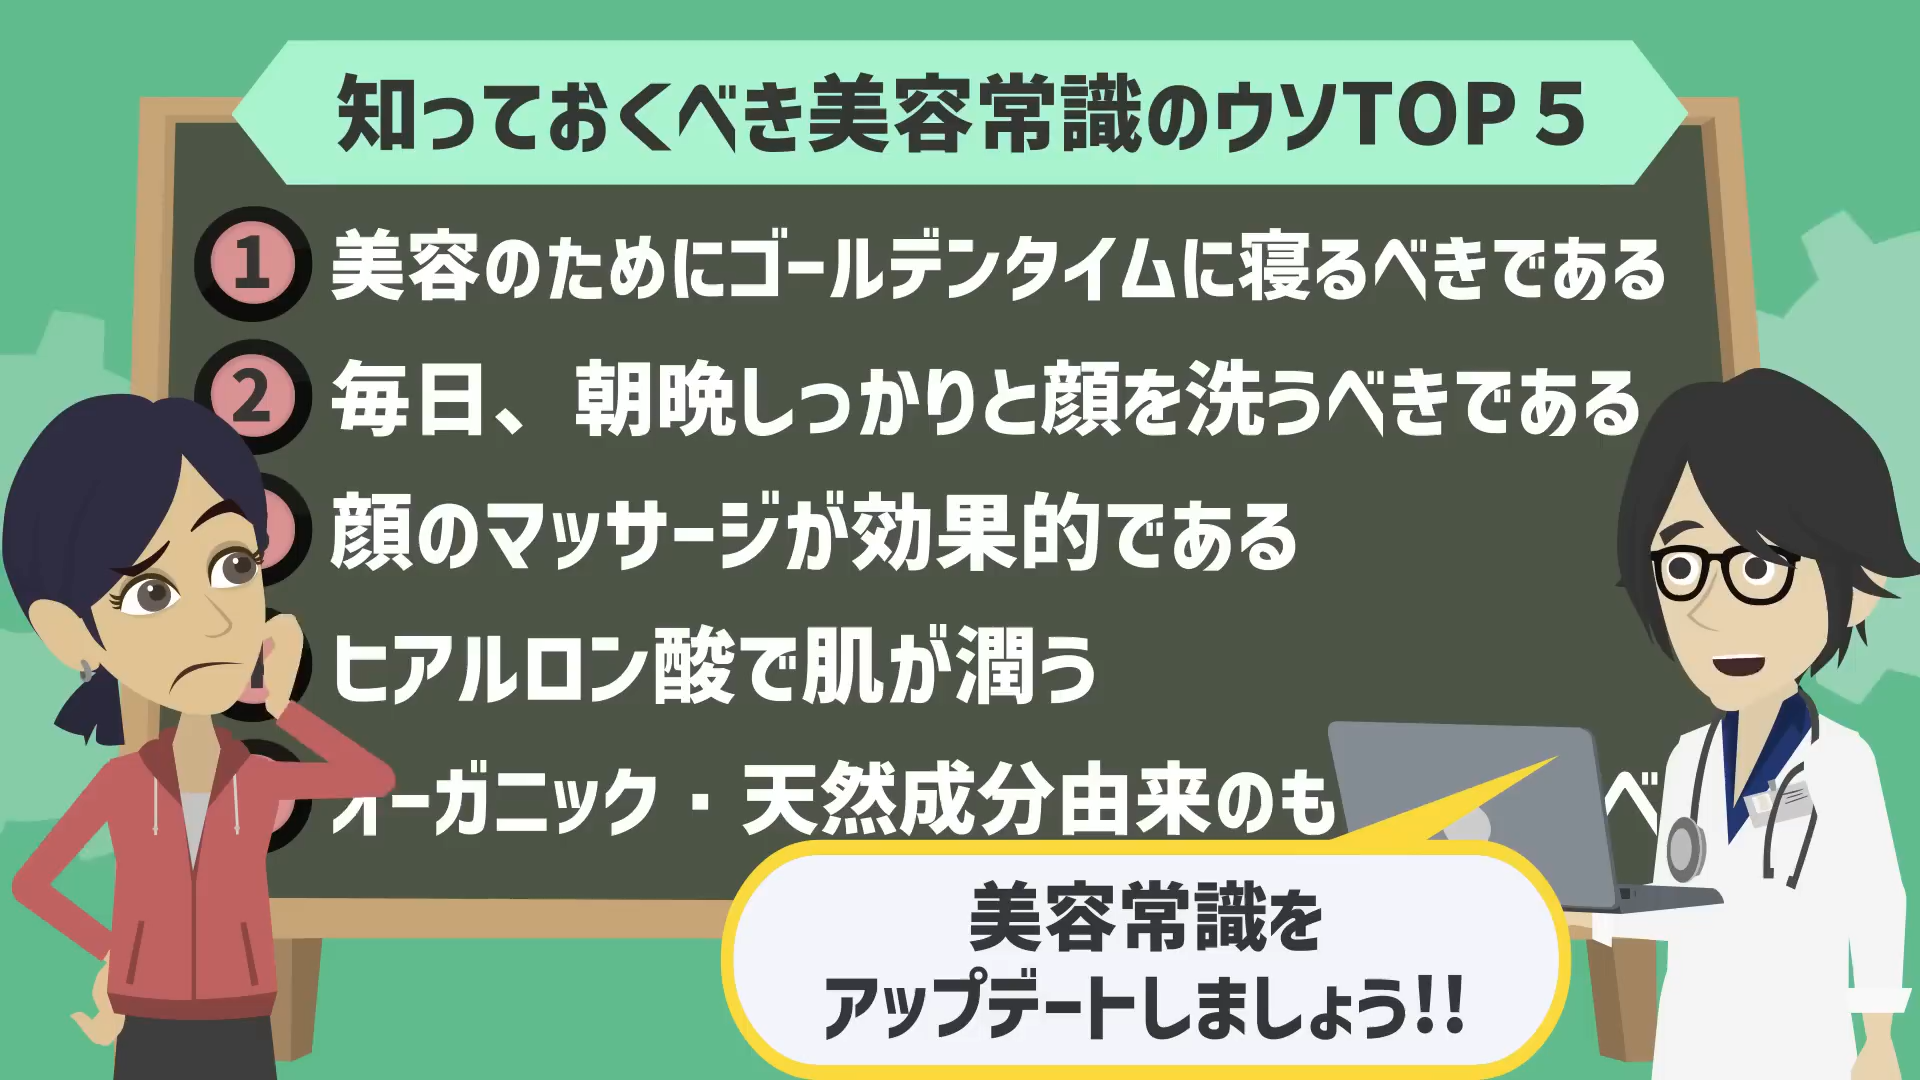 知っておくべき美容常識のウソTOP5
1 美容のためにゴールデンタイムに寝るべきである
2 毎日、朝晩しっかりと顔を洗うべきである
顔のマッサージが効果的である
ヒアルロン酸で肌が潤う
オーガニック・天然成分由来のも べ
美容常識を
アップデートしましょう!!